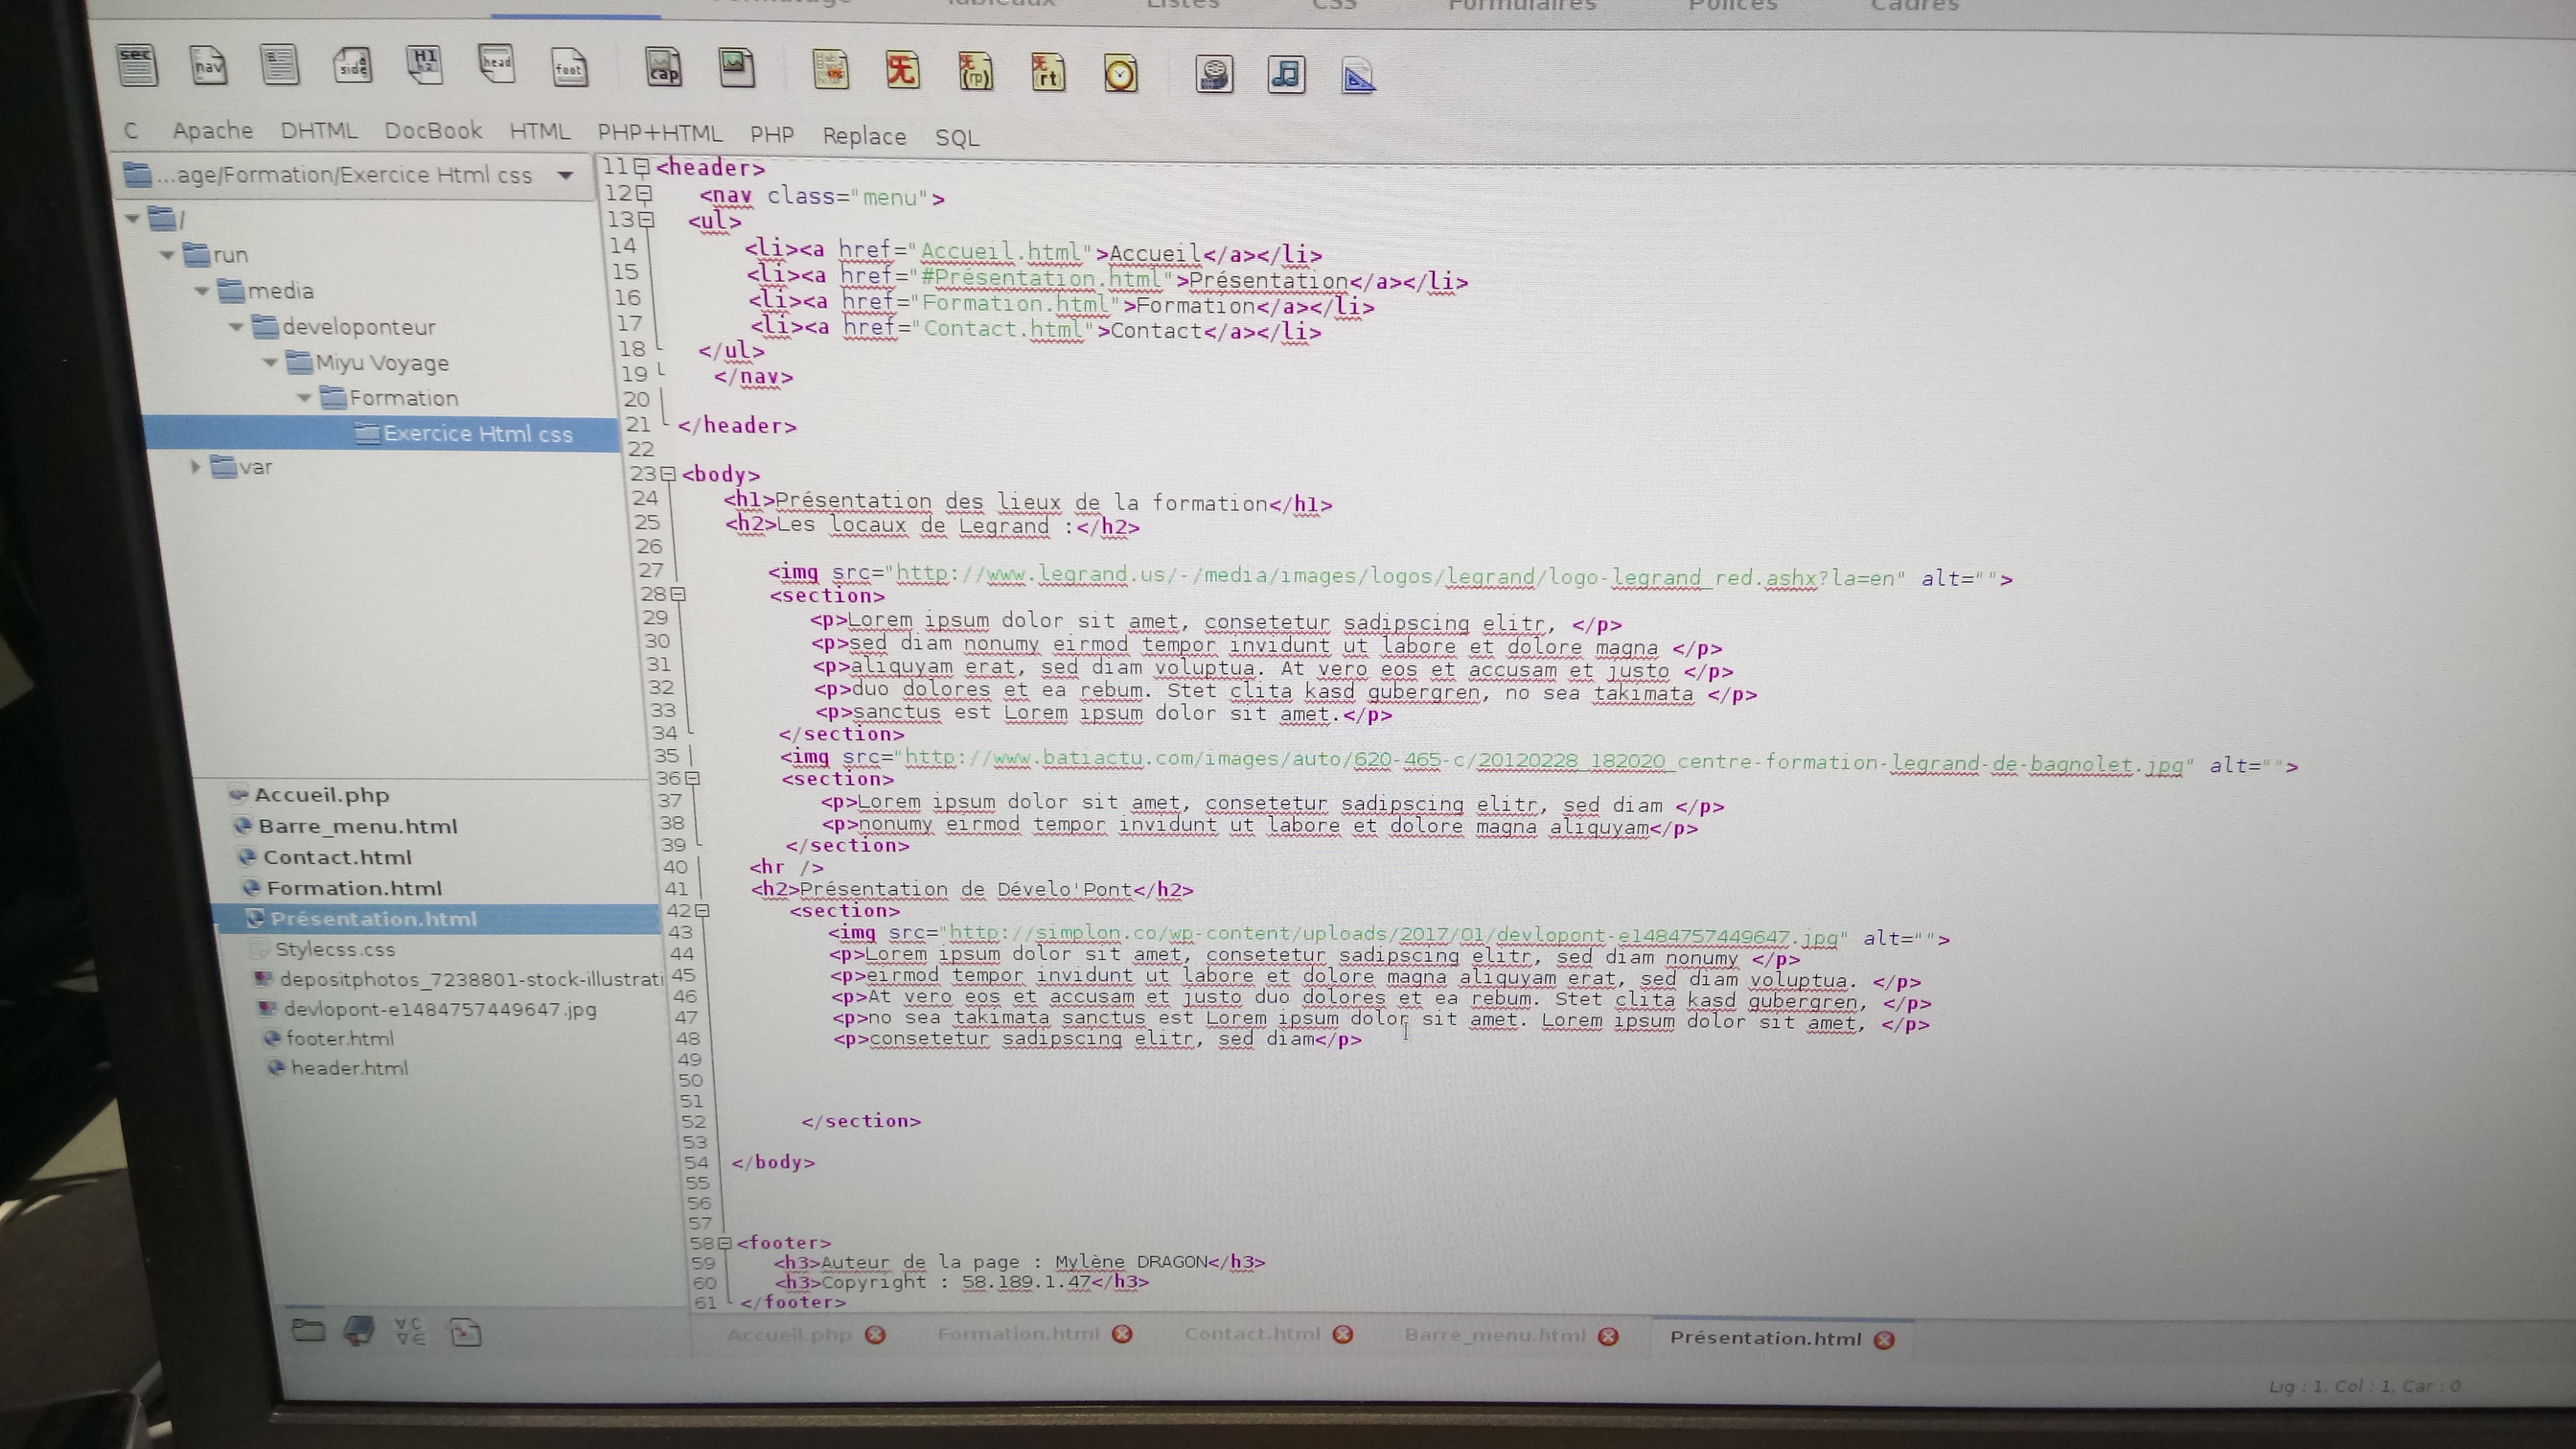 Tableaux Listes CSS Formulaires Polices Cadres
sec nav side H1 h2 head foot cap rp rt
C Apache DHTML DocBook HTML PHP+HTML PHP Replace SQL
...age/Formation/Exercice Html css
/
run
media
developonteur
Miyu Voyage
Formation
Exercice Html css
var
Accueil.php
Barre_menu.html
Contact.html
Formation.html
Présentation.html
Stylecss.css
depositphotos_7238801-stock-illustrati
devlopont-e1484757449647.jpg
footer.html
header.html
11 <header>
12 <nav class="menu">
13 <ul>
14 <li><a href="Accueil.html">Accueil</a></li>
15 <li><a href="#Présentation.html">Présentation</a></li>
16 <li><a href="Formation.html">Formation</a></li>
17 <li><a href="Contact.html">Contact</a></li>
18 </ul>
19 </nav>
20
21 </header>
22
23 <body>
24 <h1>Présentation des lieux de la formation</h1>
25 <h2>Les locaux de Legrand :</h2>
26
27 <img src="http://www.legrand.us/-/media/images/logos/legrand/logo-legrand_red.ashx?la=en" alt="">
28 <section>
29 <p>Lorem ipsum dolor sit amet, consetetur sadipscing elitr, </p>
30 <p>sed diam nonumy eirmod tempor invidunt ut labore et dolore magna </p>
31 <p>aliquyam erat, sed diam voluptua. At vero eos et accusam et justo </p>
32 <p>duo dolores et ea rebum. Stet clita kasd gubergren, no sea takimata </p>
33 <p>sanctus est Lorem ipsum dolor sit amet.</p>
34 </section>
35 <img src="http://www.batiactu.com/images/auto/620-465-c/20120228_182020_centre-formation-legrand-de-bagnolet.jpg" alt="">
36 <section>
37 <p>Lorem ipsum dolor sit amet, consetetur sadipscing elitr, sed diam </p>
38 <p>nonumy eirmod tempor invidunt ut labore et dolore magna aliquyam</p>
39 </section>
40 <hr />
41 <h2>Présentation de Dévelo'Pont</h2>
42 <section>
43 <img src="http://simplon.co/wp-content/uploads/2017/01/devlopont-e1484757449647.jpg" alt="">
44 <p>Lorem ipsum dolor sit amet, consetetur sadipscing elitr, sed diam nonumy </p>
45 <p>eirmod tempor invidunt ut labore et dolore magna aliquyam erat, sed diam voluptua. </p>
46 <p>At vero eos et accusam et justo duo dolores et ea rebum. Stet clita kasd gubergren, </p>
47 <p>no sea takimata sanctus est Lorem ipsum dolor sit amet. Lorem ipsum dolor sit amet, </p>
48 <p>consetetur sadipscing elitr, sed diam</p>
49
50
51
52 </section>
53
54 </body>
55
56
57
58 <footer>
59 <h3>Auteur de la page : Mylène DRAGON</h3>
60 <h3>Copyright : 58.189.1.47</h3>
61 </footer>
Accueil.php Formation.html Contact.html Barre_menu.html Présentation.html
Lig : 1, Col : 1, Car : 0